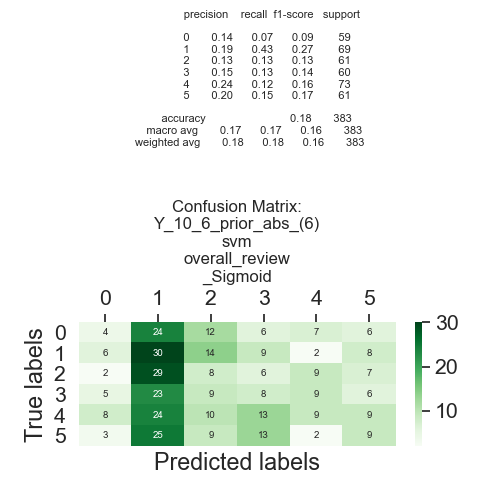 precision recall f1-score support
0 0.14 0.07 0.09 59
1 0.19 0.43 0.27 69
2 0.13 0.13 0.13 61
3 0.15 0.13 0.14 60
4 0.24 0.12 0.16 73
5 0.20 0.15 0.17 61
accuracy 0.18 383
macro avg 0.17 0.17 0.16 383
weighted avg 0.18 0.18 0.16 383
Confusion Matrix:
Y_10_6_prior_abs_(6)
svm
overall_review
_Sigmoid
0 1 2 3 4 5
0 4 24 12 6 7 6
1 6 30 14 9 2 8
2 2 29 8 6 9 7
3 5 23 9 8 9 6
4 8 24 10 13 9 9
5 3 25 9 13 2 9
True labels
Predicted labels
30
20
10